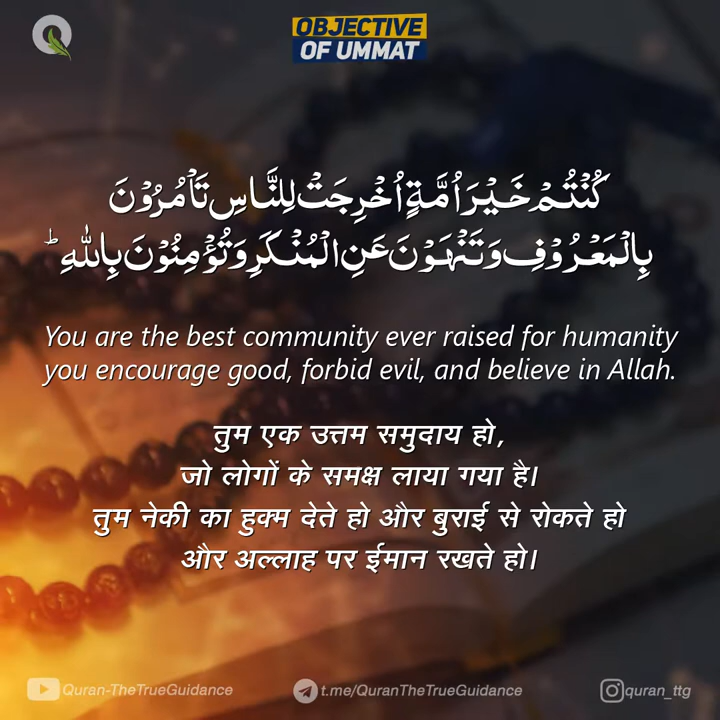 OBJECTIVE
OF UMMAT
كُنْتُمْ خَيْرَ اُمَّةٍ اُخْرِجَتْ لِلنَّاسِ تَاْمُرُوْنَ
بِالْمَعْرُوْفِ وَتَنْهَوْنَ عَنِ الْمُنْكَرِ وَتُؤْمِنُوْنَ بِاللّٰهِ ؕ
You are the best community ever raised for humanity
you encourage good, forbid evil, and believe in Allah.
तुम एक उत्तम समुदाय हो,
जो लोगों के समक्ष लाया गया है।
तुम नेकी का हुक्म देते हो और बुराई से रोकते हो
और अल्लाह पर ईमान रखते हो।
Quran-TheTrueGuidance
t.me/QuranTheTrueGuidance
quran_ttg